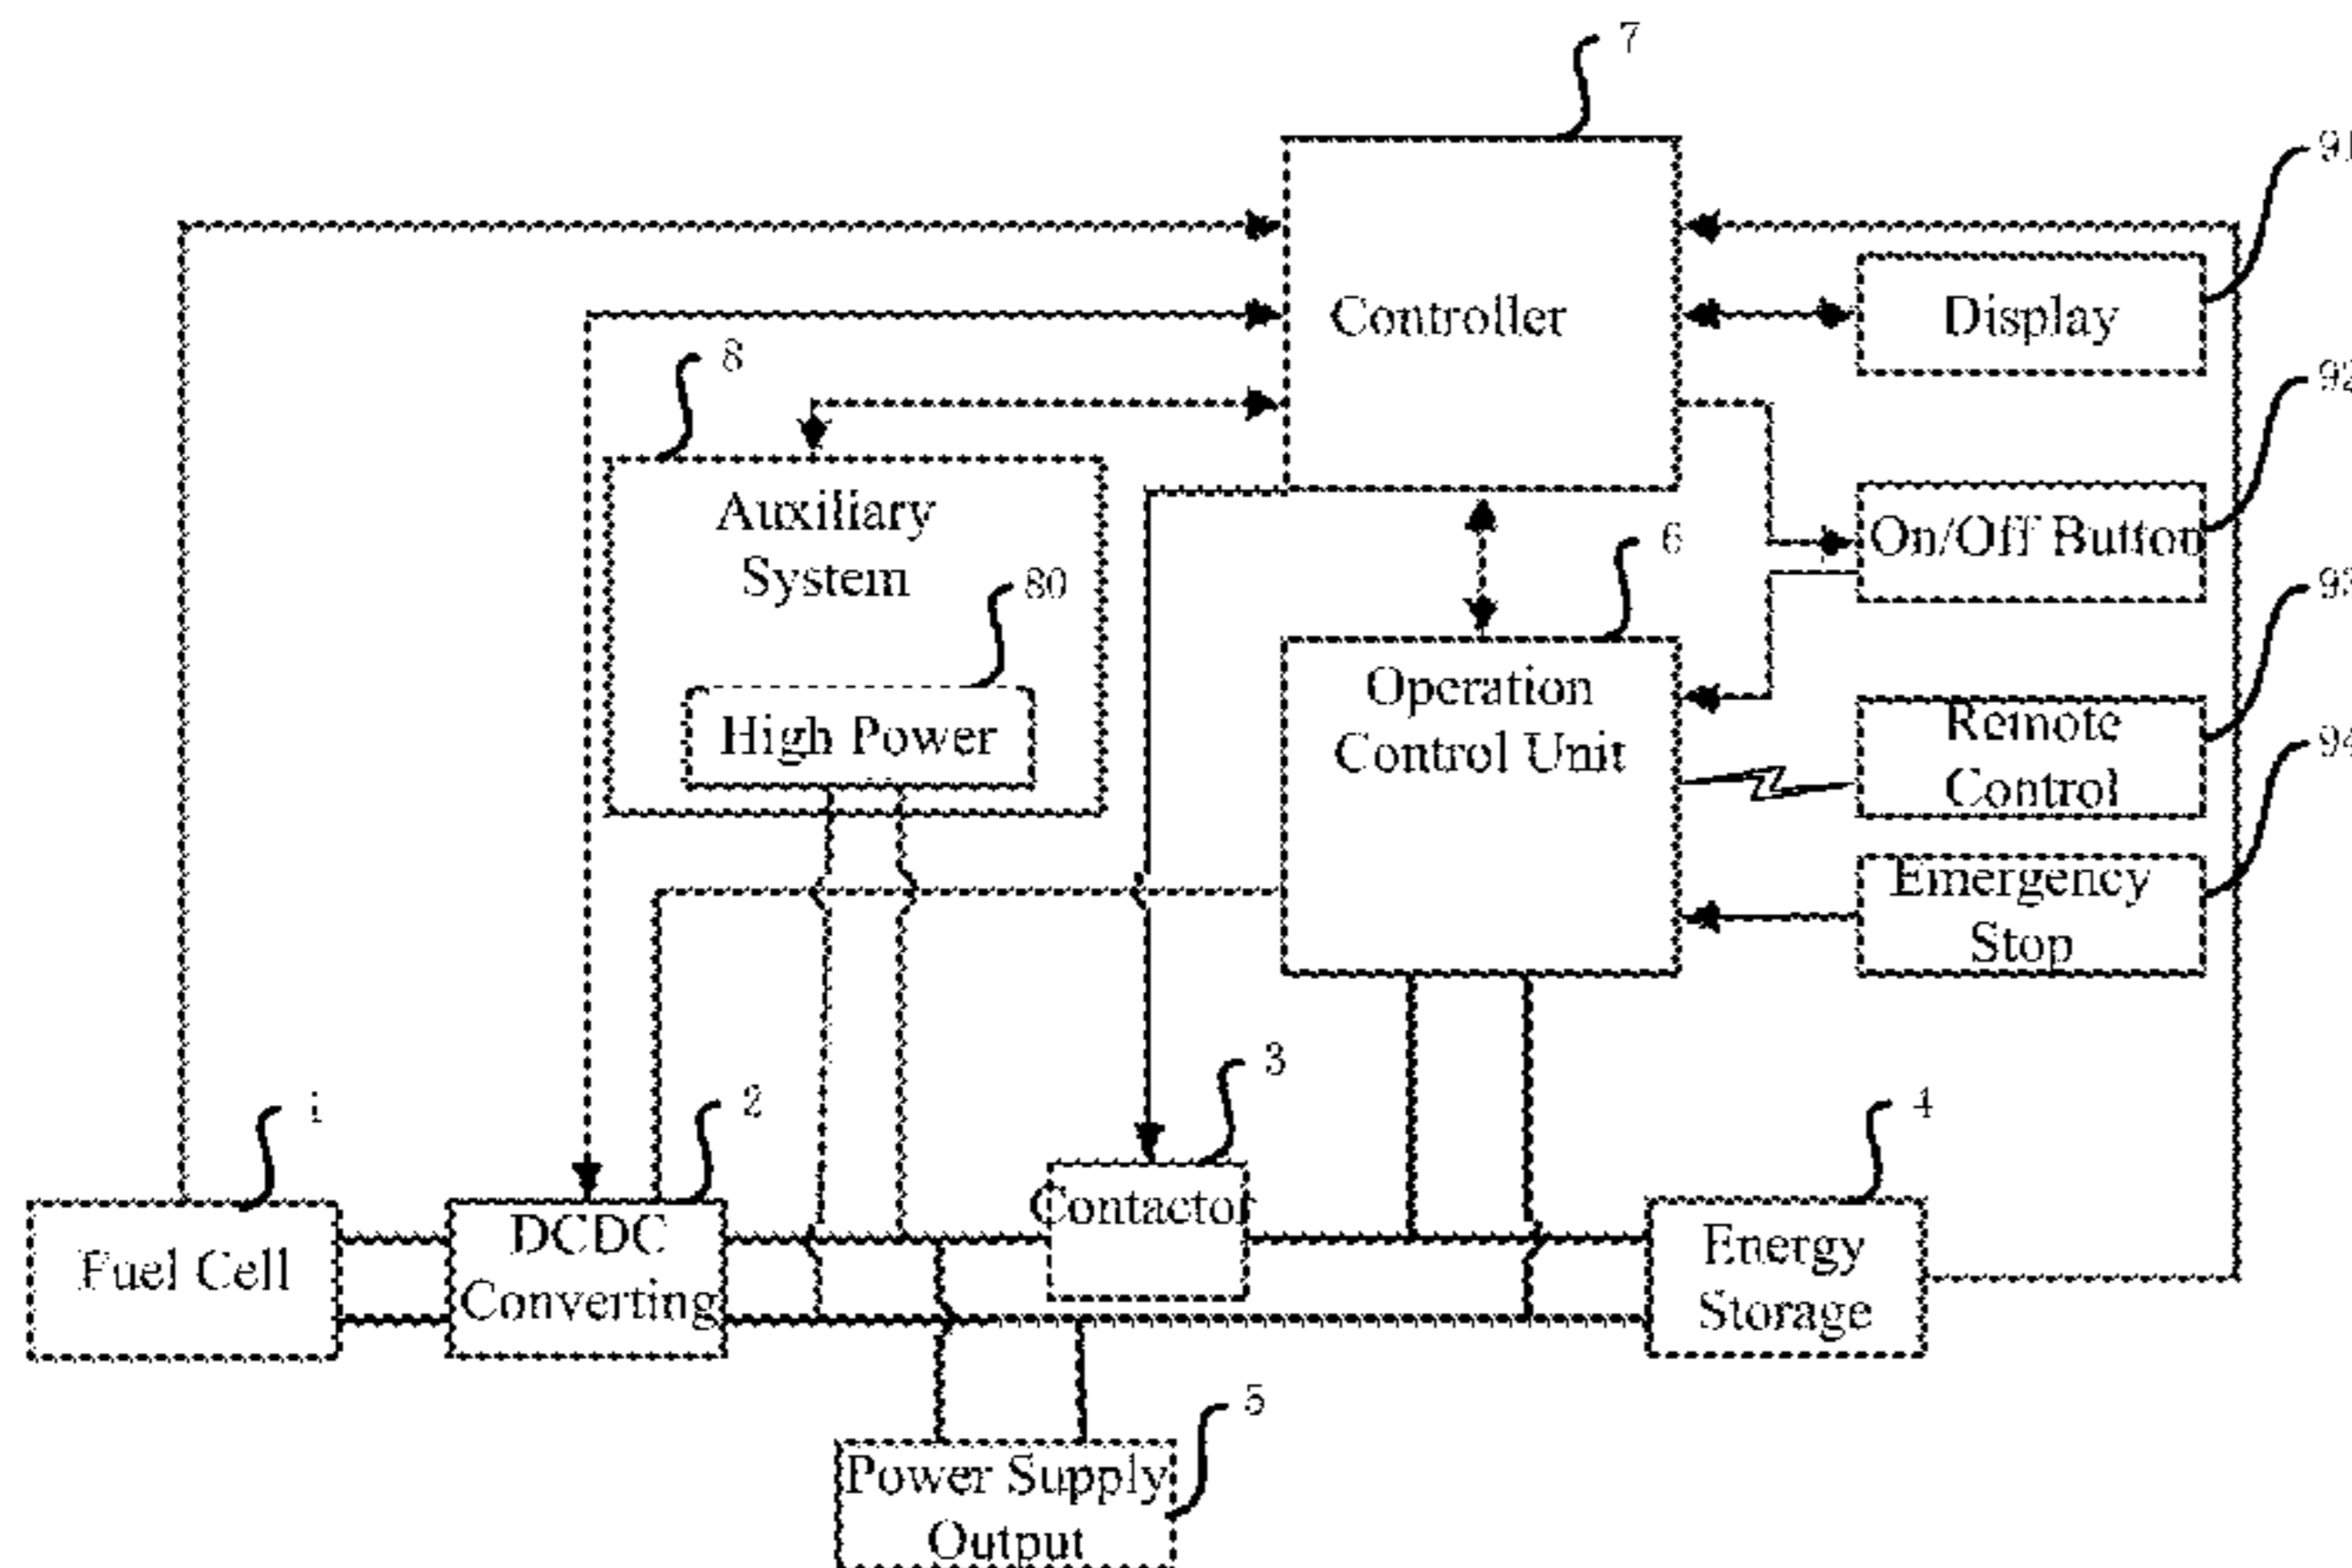 7
91
Controller
Display
8
92
Auxiliary
System
On/Off Button
6
80
93
Operation
Control Unit
High Power
Remote
Control
94
Emergency
Stop
3
1
2
4
Contactor
Fuel Cell
DCDC
Converting
Energy
Storage
5
Power Supply
Output